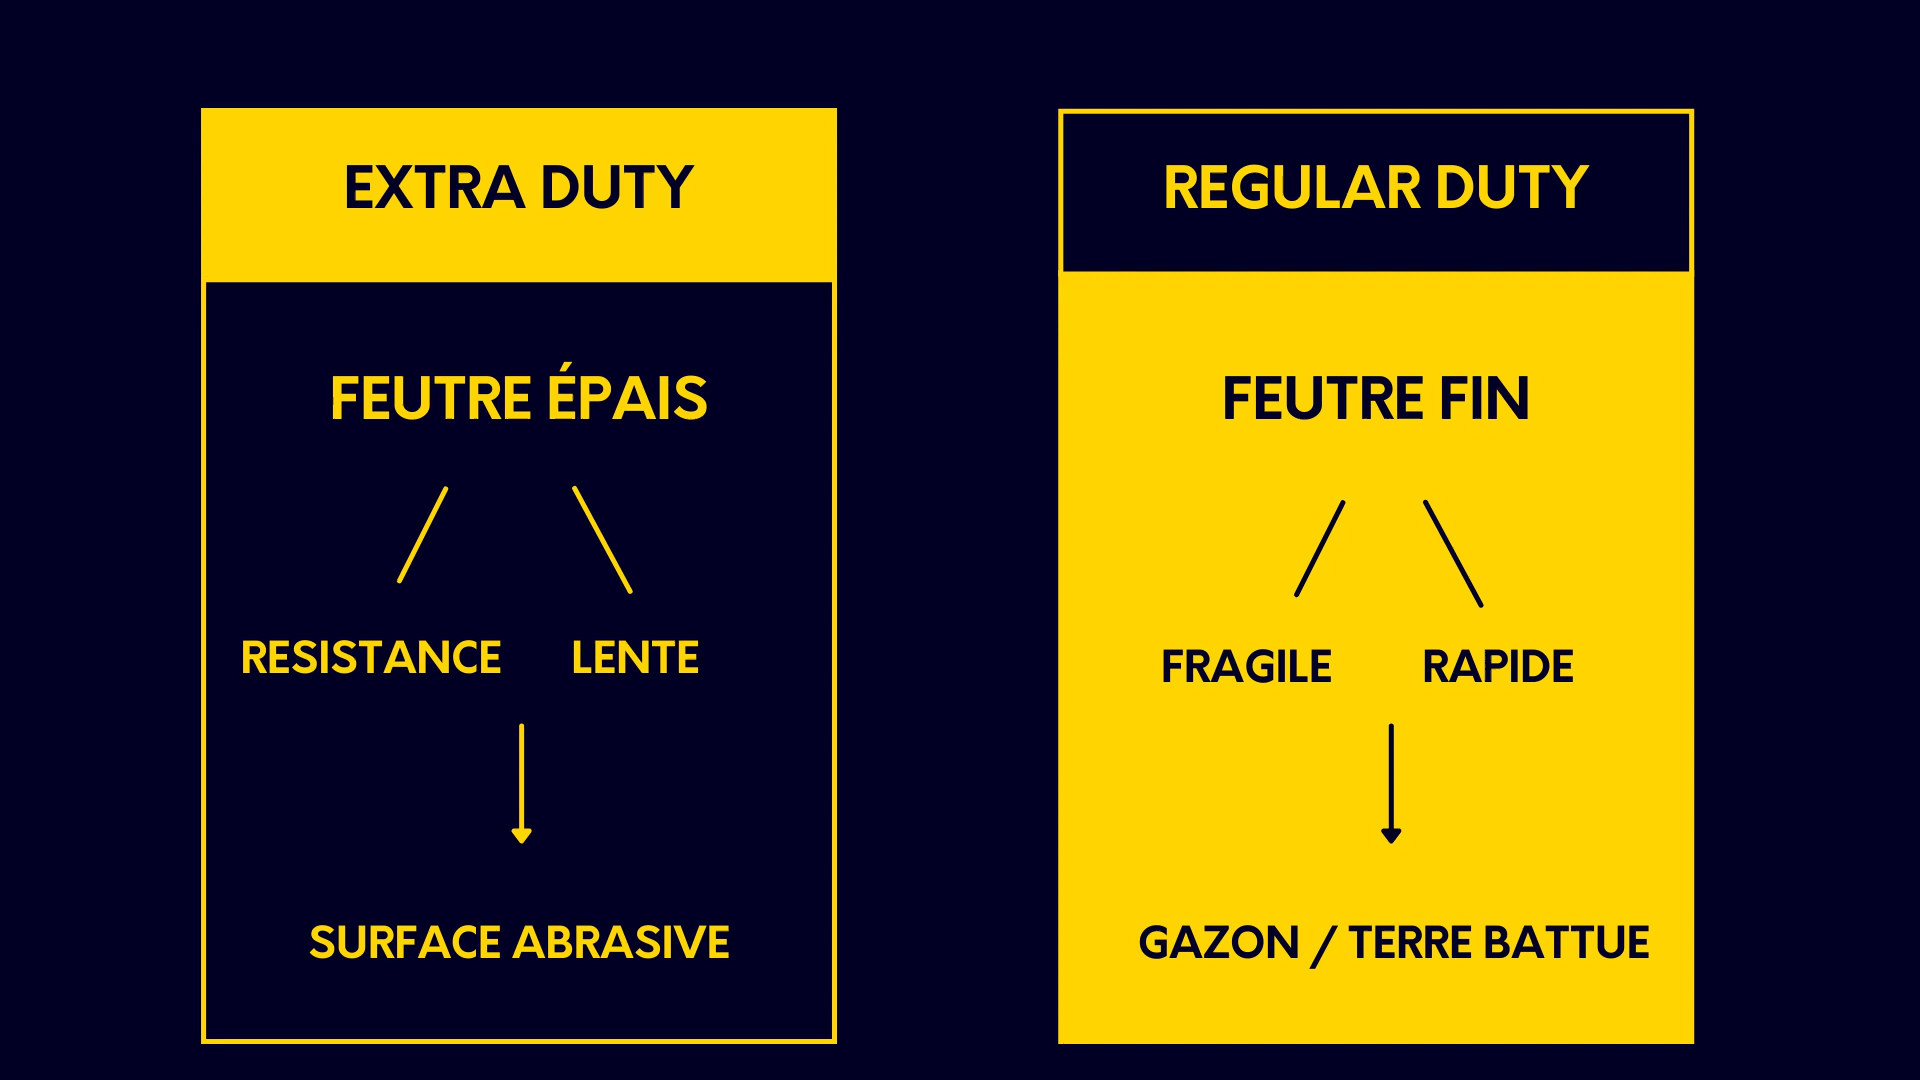 EXTRA DUTY
FEUTRE ÉPAIS
RESISTANCE LENTE
SURFACE ABRASIVE
REGULAR DUTY
FEUTRE FIN
FRAGILE RAPIDE
GAZON / TERRE BATTUE